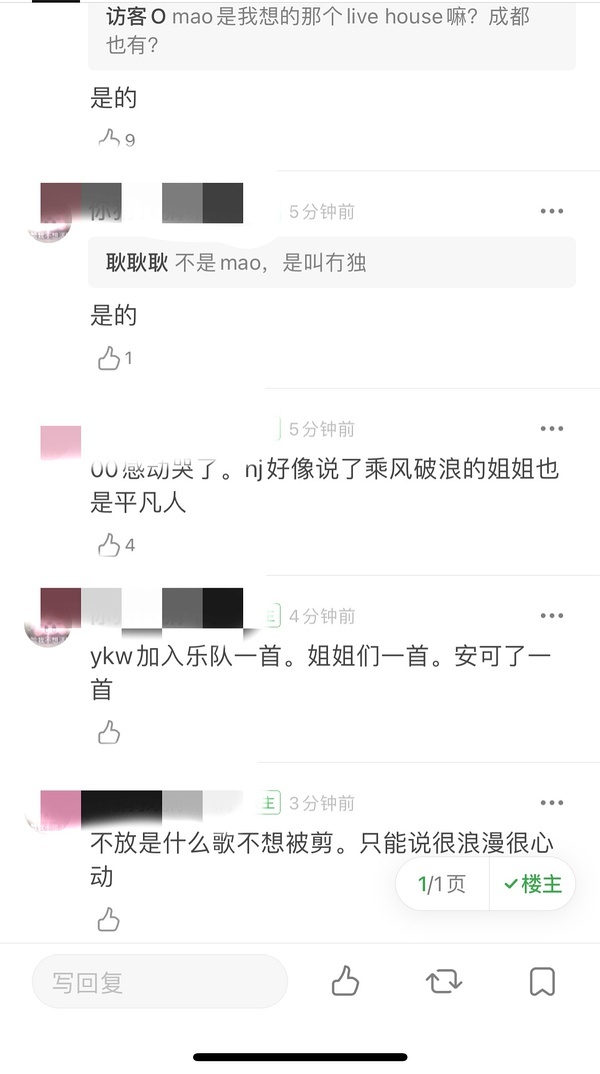 访客O mao是我想的那个live house嘛？成都
也有？
是的
9
5分钟前
耿耿耿 不是mao，是叫冇独
是的
1
5分钟前
00感动哭了。nj好像说了乘风破浪的姐姐也
是平凡人
4
4分钟前
ykw加入乐队一首。姐姐们一首。安可了一
首
主 3分钟前
不放是什么歌不想被剪。只能说很浪漫很心
动
1/1页 楼主
写回复